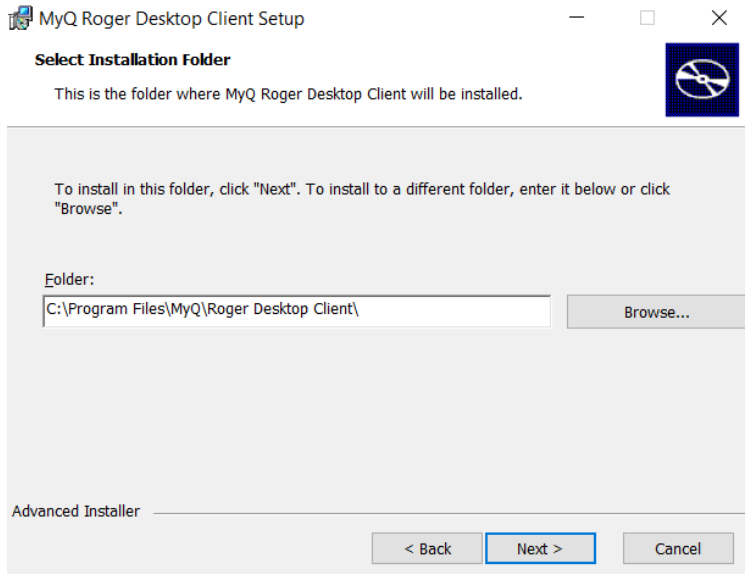 MyQ Roger Desktop Client Setup
Select Installation Folder
This is the folder where MyQ Roger Desktop Client will be installed.
To install in this folder, click "Next". To install to a different folder, enter it below or click
"Browse".
Folder:
C:\Program Files\MyQ\Roger Desktop Client\
Browse...
Advanced Installer
< Back
Next >
Cancel